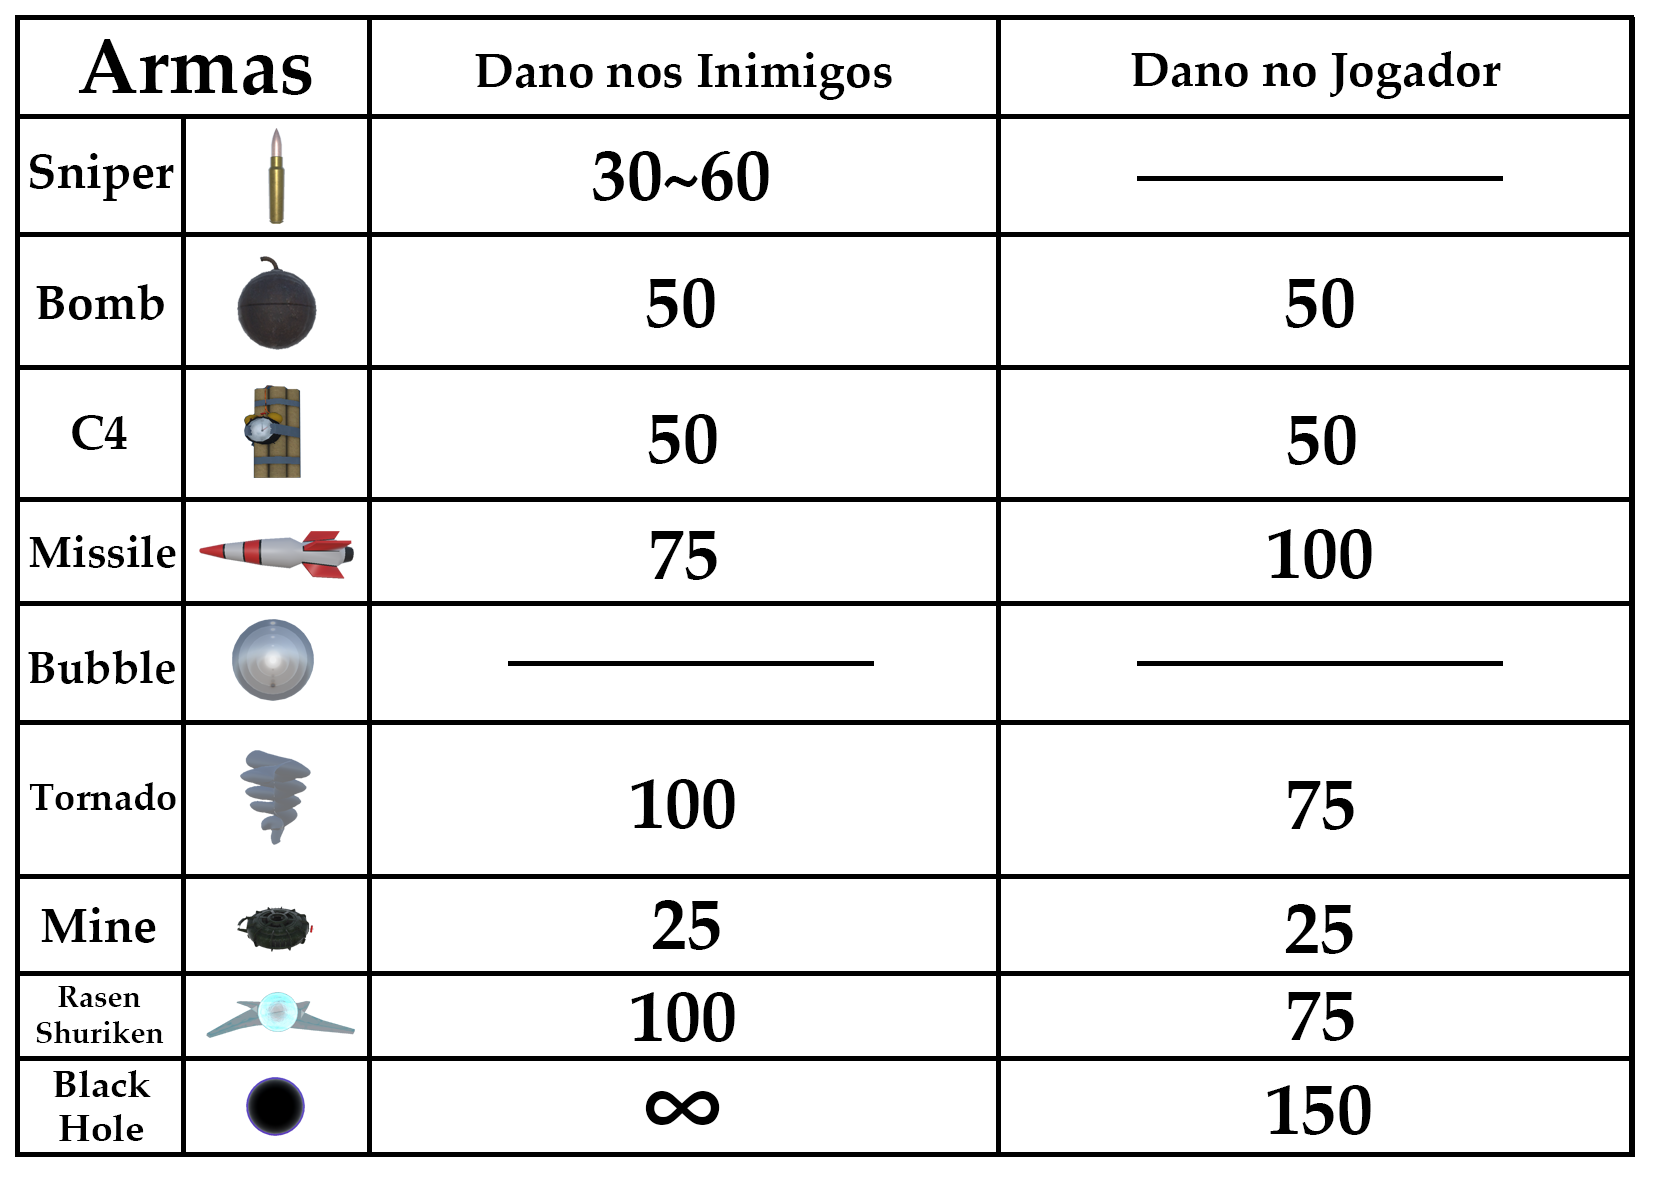 Armas Dano nos Inimigos Dano no Jogador
Sniper 30~60
Bomb 50 50
C4 50 50
Missile 75 100
Bubble
Tornado 100 75
Mine 25 25
Rasen
Shuriken 100 75
Black
Hole ∞ 150